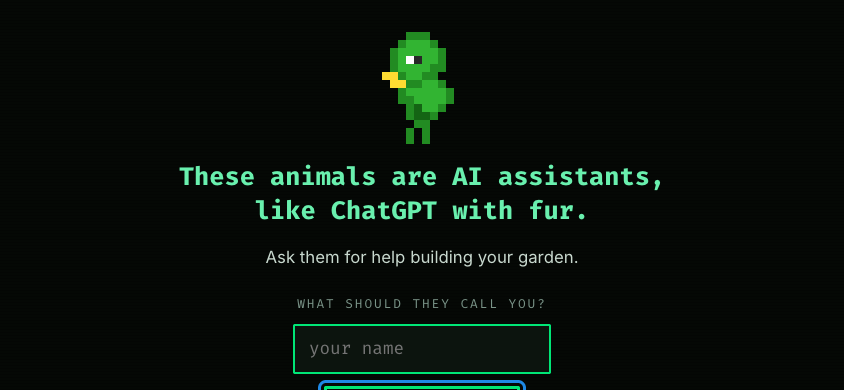 These animals are AI assistants,
like ChatGPT with fur.
Ask them for help building your garden.
WHAT SHOULD THEY CALL YOU?
your name